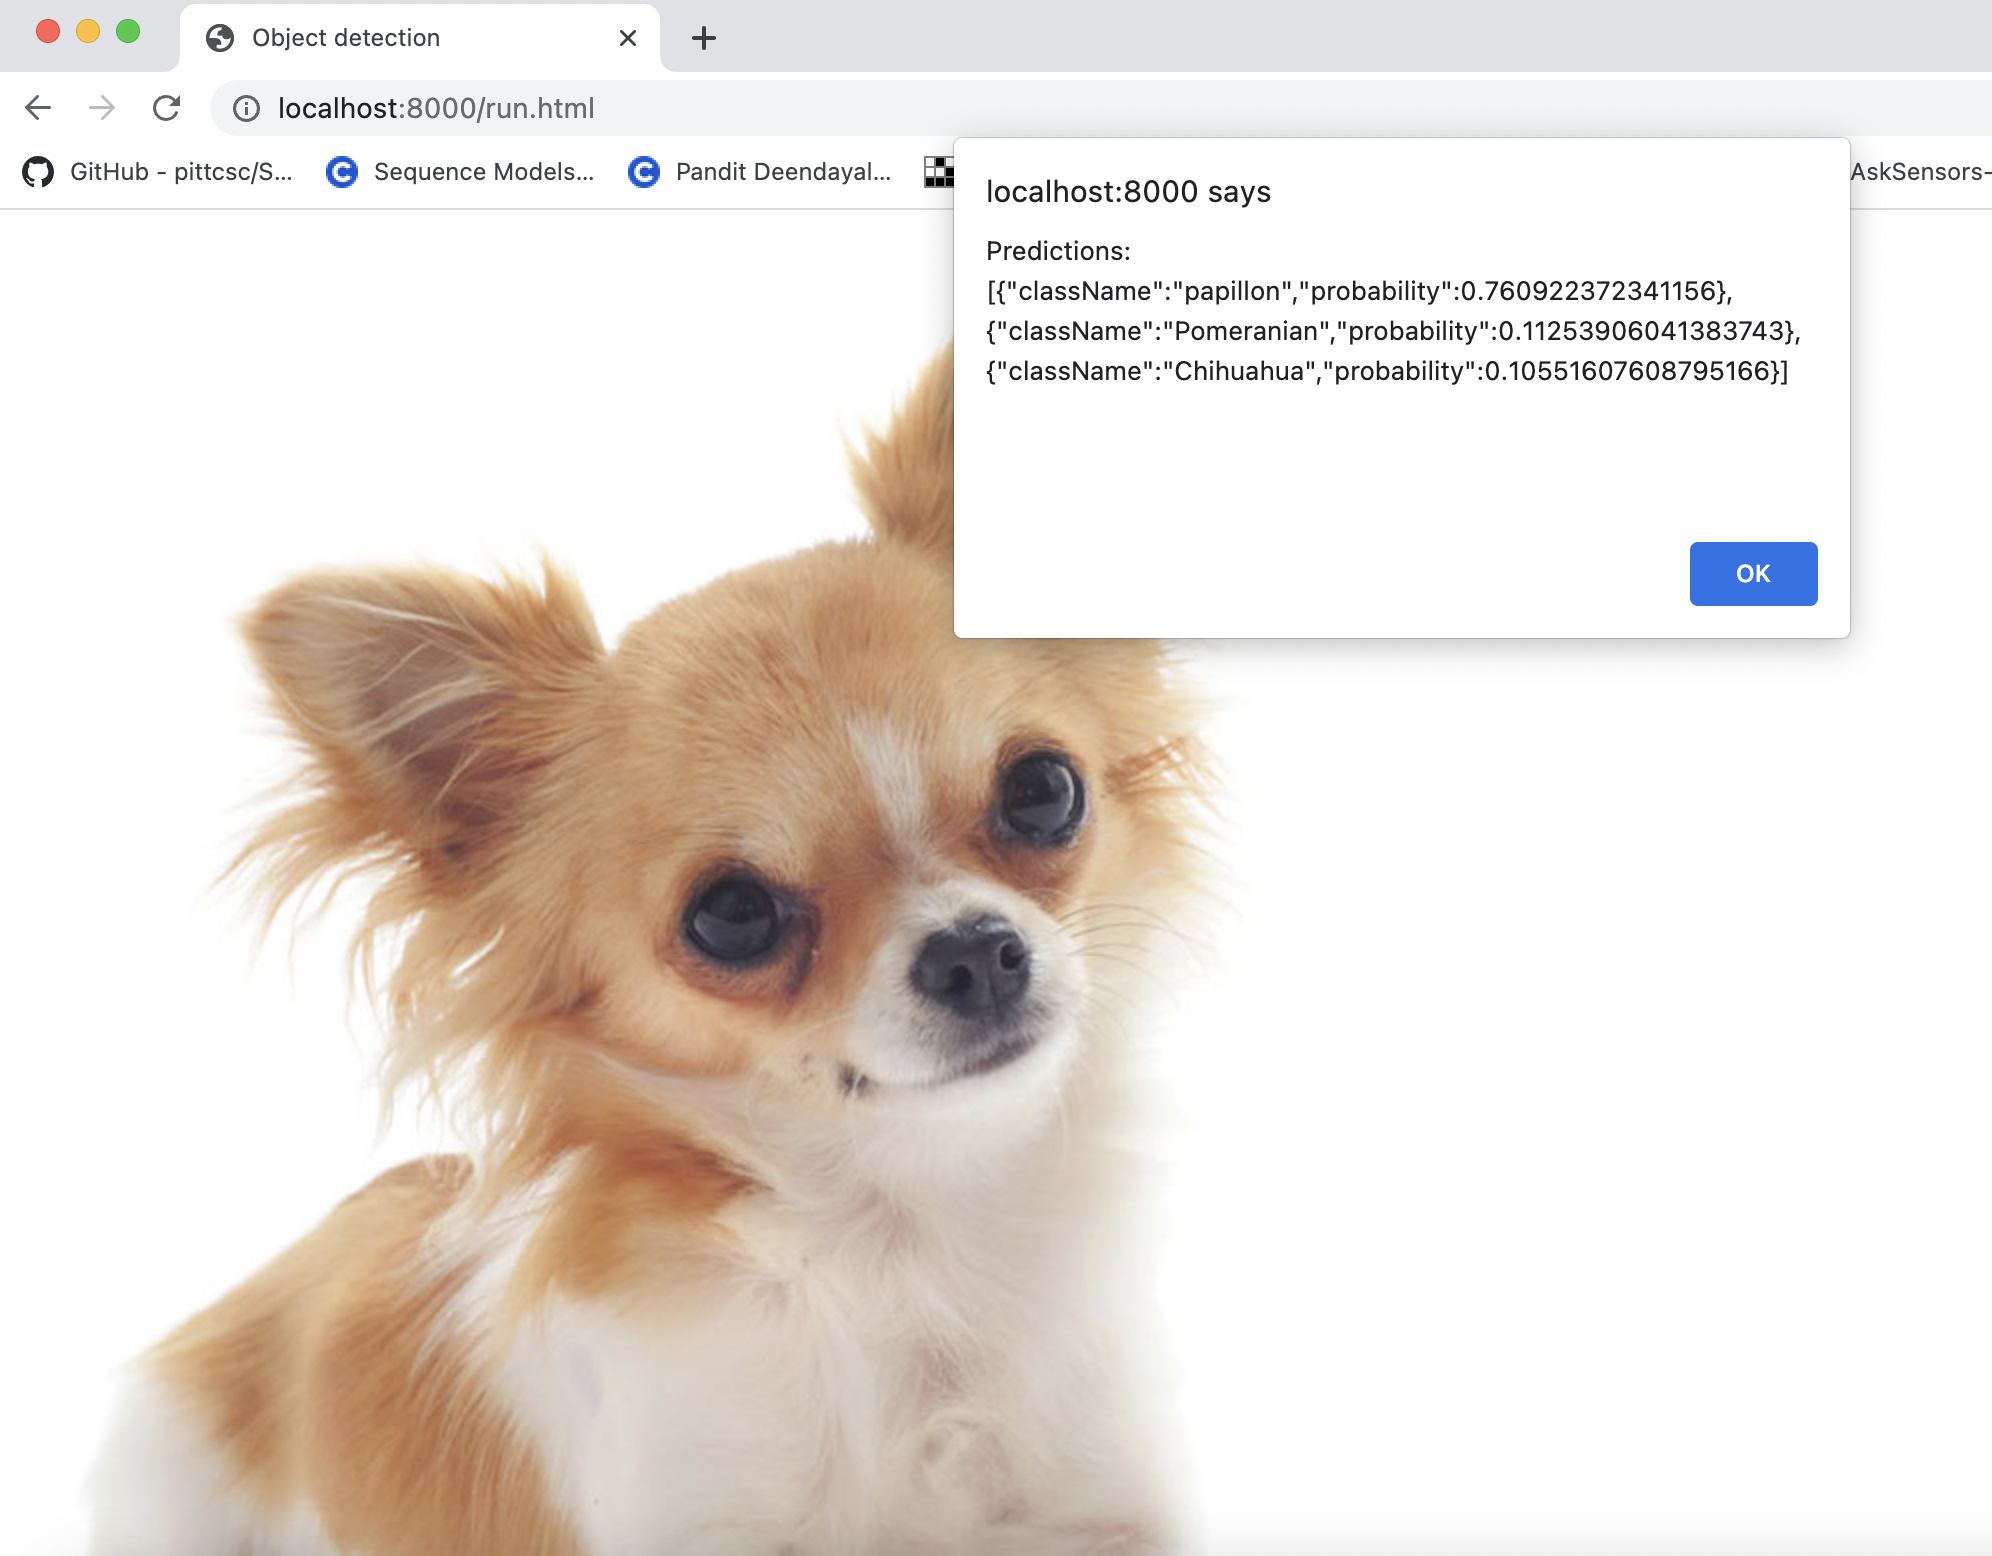 Object detection
localhost:8000/run.html
GitHub - pittcsc/S... Sequence Models... Pandit Deendayal... AskSensors-
localhost:8000 says
Predictions:
[{"className":"papillon","probability":0.760922372341156},
{"className":"Pomeranian","probability":0.11253906041383743},
{"className":"Chihuahua","probability":0.10551607608795166}]
OK